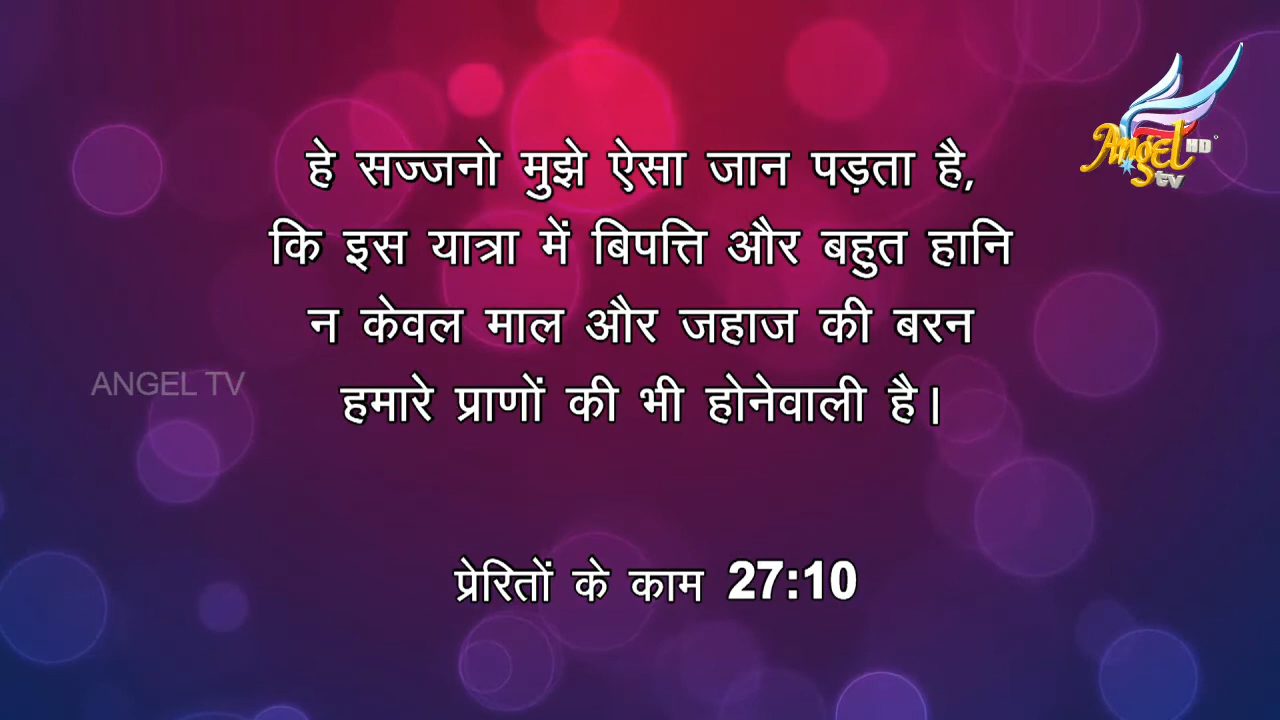 Angel HD
tv
हे सज्जनो मुझे ऐसा जान पड़ता है,
कि इस यात्रा में बिपत्ति और बहुत हानि
न केवल माल और जहाज की बरन
ANGEL TV
हमारे प्राणों की भी होनेवाली है।
प्रेरितों के काम 27:10